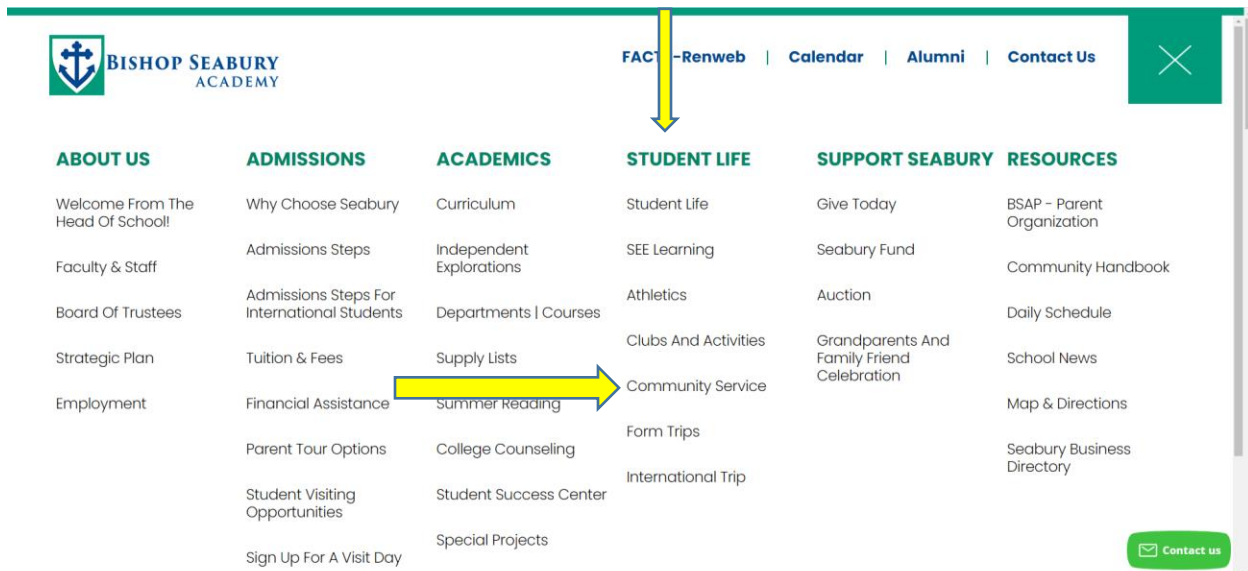 BISHOP SEABURY
ACADEMY
FACT -Renweb | Calendar | Alumni | Contact Us
ABOUT US
Welcome From The
Head Of School!
Faculty & Staff
Board Of Trustees
Strategic Plan
Employment
ADMISSIONS
Why Choose Seabury
Admissions Steps
Admissions Steps For
International Students
Tuition & Fees
Financial Assistance
Parent Tour Options
Student Visiting
Opportunities
Sign Up For A Visit Day
ACADEMICS
Curriculum
Independent
Explorations
Departments | Courses
Supply Lists
Summer Reading
College Counseling
Student Success Center
Special Projects
STUDENT LIFE
Student Life
SEE Learning
Athletics
Clubs And Activities
Community Service
Form Trips
International Trip
SUPPORT SEABURY
Give Today
Seabury Fund
Auction
Grandparents And
Family Friend
Celebration
RESOURCES
BSAP - Parent
Organization
Community Handbook
Daily Schedule
School News
Map & Directions
Seabury Business
Directory
Contact us